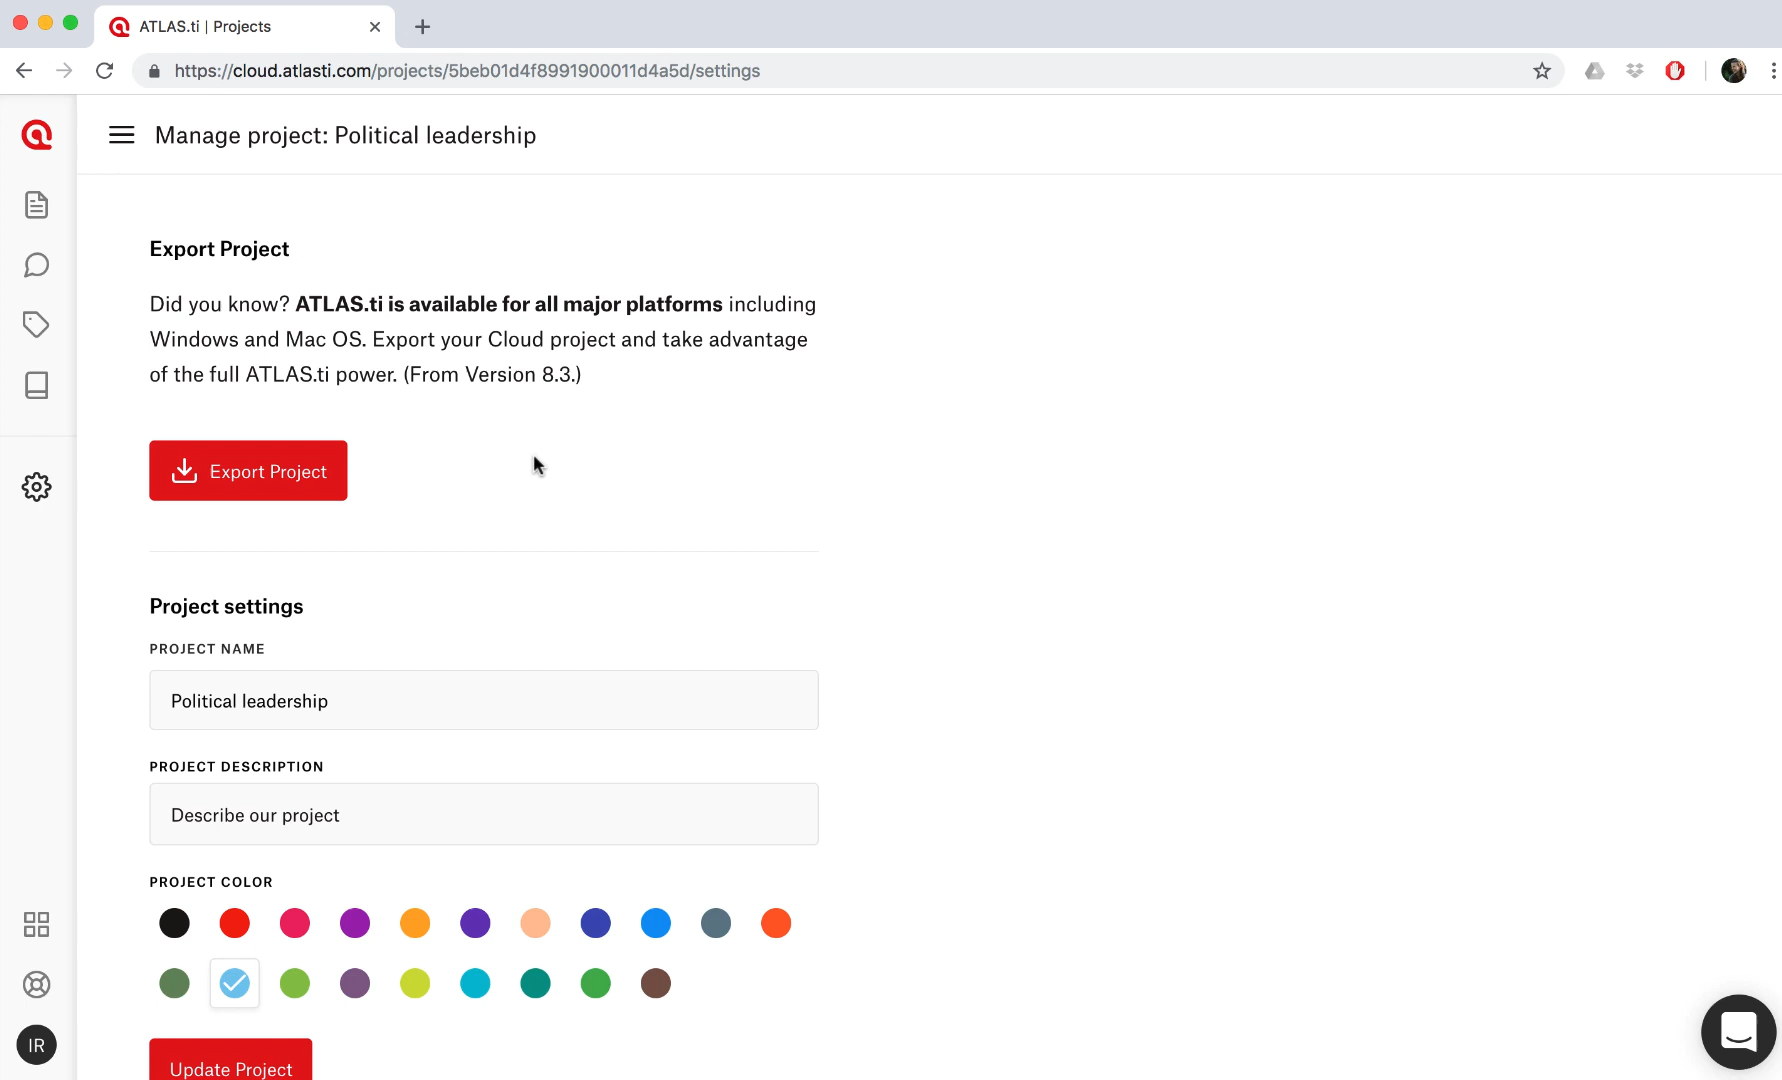 ATLAS.ti | Projects
https://cloud.atlasti.com/projects/5beb01d4f8991900011d4a5d/settings
Manage project: Political leadership
Export Project
Did you know? ATLAS.ti is available for all major platforms including
Windows and Mac OS. Export your Cloud project and take advantage
of the full ATLAS.ti power. (From Version 8.3.)
Export Project
Project settings
PROJECT NAME
Political leadership
PROJECT DESCRIPTION
Describe our project
PROJECT COLOR
IR
Update Project